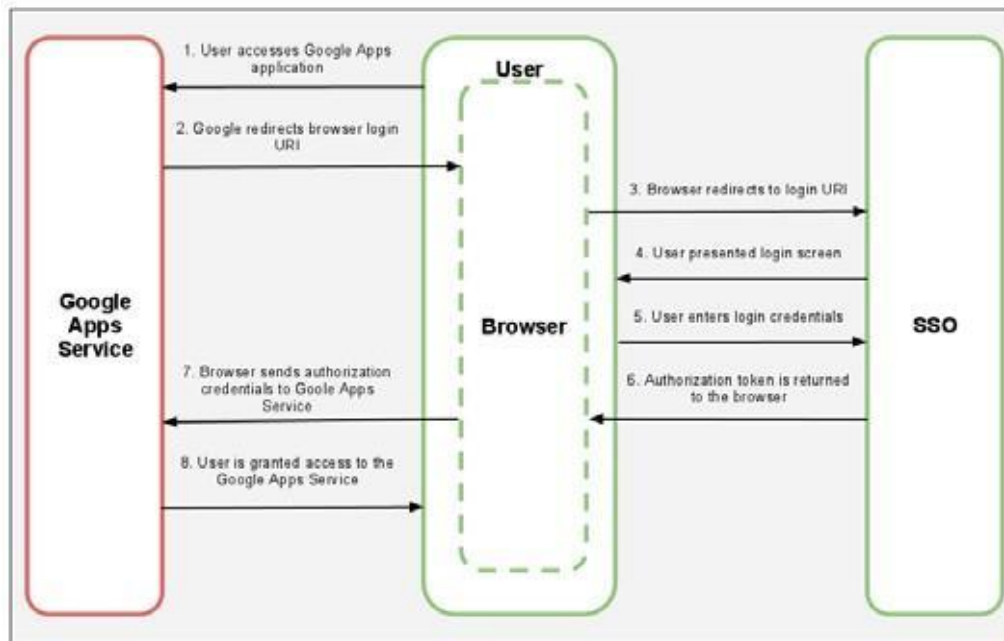 1. User accesses Google Apps
application
User
2. Google redirects browser login
URI
3. Browser redirects to login URI
4. User presented login screen
Google
Apps
Service
Browser
5. User enters login credentials
SSO
7. Browser sends authorization
credentials to Goole Apps
Service
6. Authorization token is returned
to the browser
8. User is granted access to the
Google Apps Service